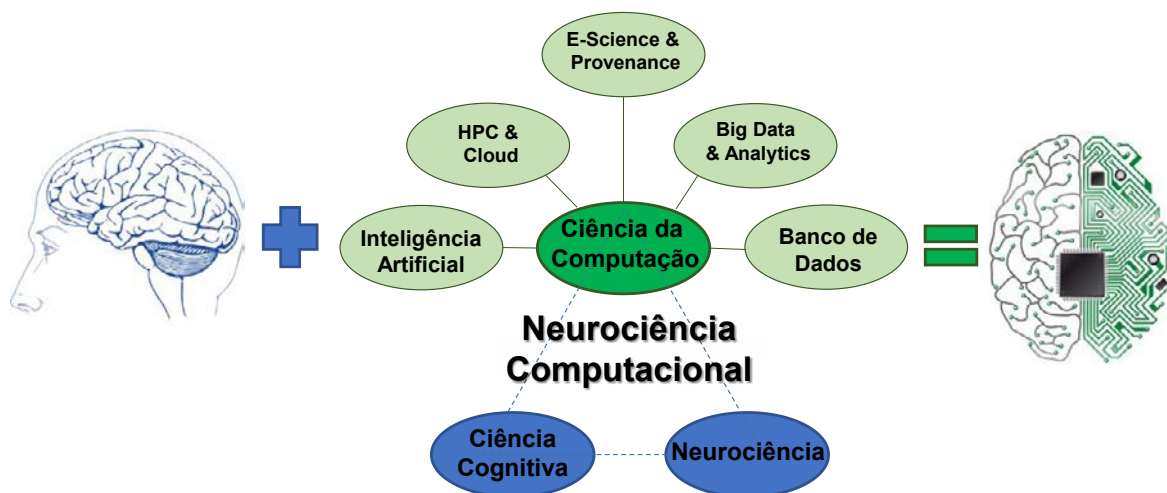 E-Science &
Provenance
HPC &
Cloud
Big Data
& Analytics
Inteligência
Artificial
Ciência da
Computação
Banco de
Dados
Neurociência
Computacional
Ciência
Cognitiva
Neurociência